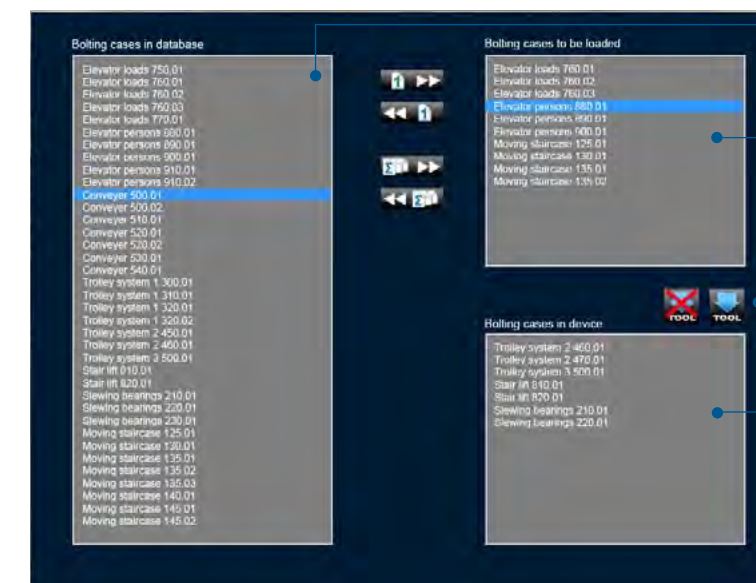 Bolting cases in database
Elevator loads 750.01
Elevator loads 760.01
Elevator loads 760.02
Elevator loads 760.03
Elevator loads 770.01
Elevator persons 880.01
Elevator persons 890.01
Elevator persons 900.01
Elevator persons 910.01
Elevator persons 910.02
Conveyer 500.01
Conveyer 500.02
Conveyer 510.01
Conveyer 520.01
Conveyer 520.02
Conveyer 530.01
Conveyer 540.01
Trolley system 1 300.01
Trolley system 1 310.01
Trolley system 1 320.01
Trolley system 1 320.02
Trolley system 2 450.01
Trolley system 2 460.01
Trolley system 3 500.01
Stair lift 810.01
Stair lift 820.01
Slewing bearings 210.01
Slewing bearings 220.01
Slewing bearings 230.01
Moving staircase 125.01
Moving staircase 130.01
Moving staircase 135.01
Moving staircase 135.02
Moving staircase 135.03
Moving staircase 140.01
Moving staircase 145.01
Moving staircase 145.02
1
1
Σ
Σ
Bolting cases to be loaded
Elevator loads 760.01
Elevator loads 760.02
Elevator loads 760.03
Elevator persons 880.01
Elevator persons 890.01
Elevator persons 900.01
Moving staircase 125.01
Moving staircase 130.01
Moving staircase 135.01
Moving staircase 135.02
TOOL
TOOL
Bolting cases in device
Trolley system 2 460.01
Trolley system 2 470.01
Trolley system 3 500.01
Stair lift 810.01
Stair lift 820.01
Slewing bearings 210.01
Slewing bearings 220.01